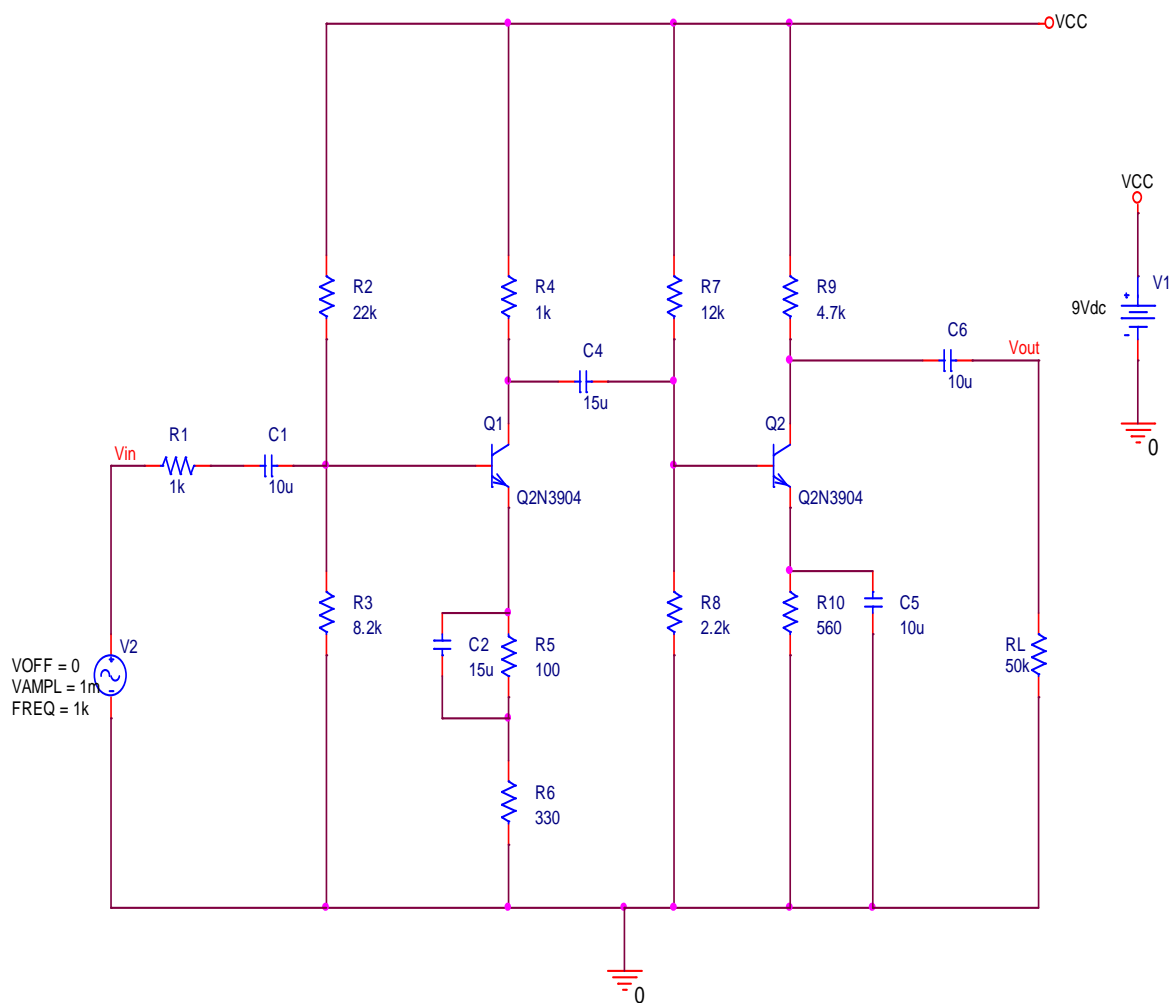 VCC
VCC
R2
22k
R4
1k
R7
12k
R9
4.7k
V1
9Vdc
C4
15u
C6
10u
Vout
Q1
Q2
R1
1k
C1
10u
Vin
Q2N3904
Q2N3904
0
R3
8.2k
C2
15u
R5
100
R8
2.2k
R10
560
C5
10u
RL
50k
V2
VOFF = 0
VAMPL = 1m
FREQ = 1k
R6
330
0